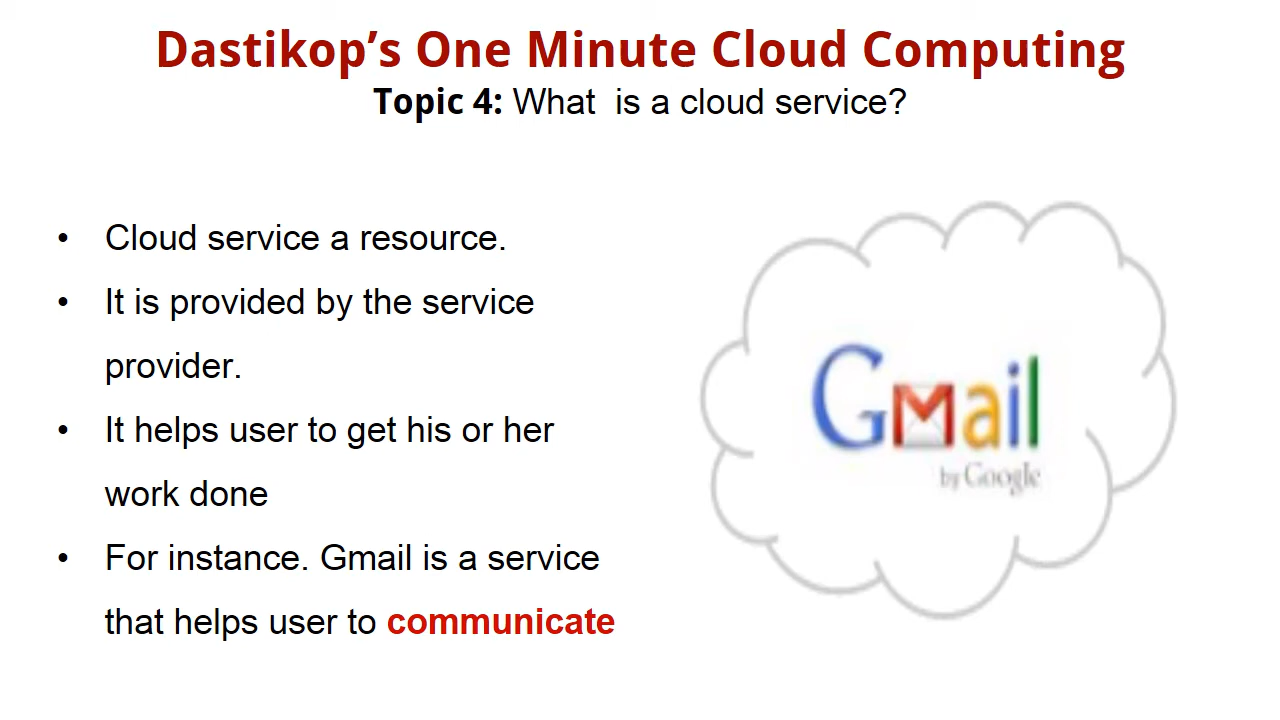 Dastikop’s One Minute Cloud Computing
Topic 4: What  is a cloud service?
• Cloud service a resource.
• It is provided by the service
provider.
• It helps user to get his or her
work done
• For instance. Gmail is a service
that helps user to communicate
Gmail
by Google